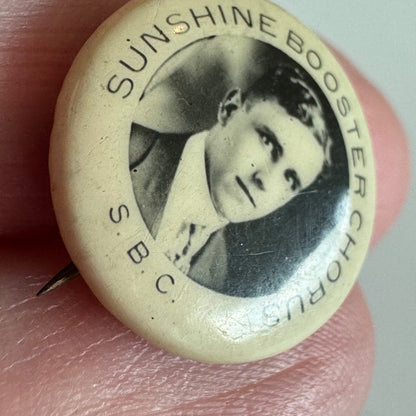 SUNSHINE BOOSTER CHORUS
S. B. C.